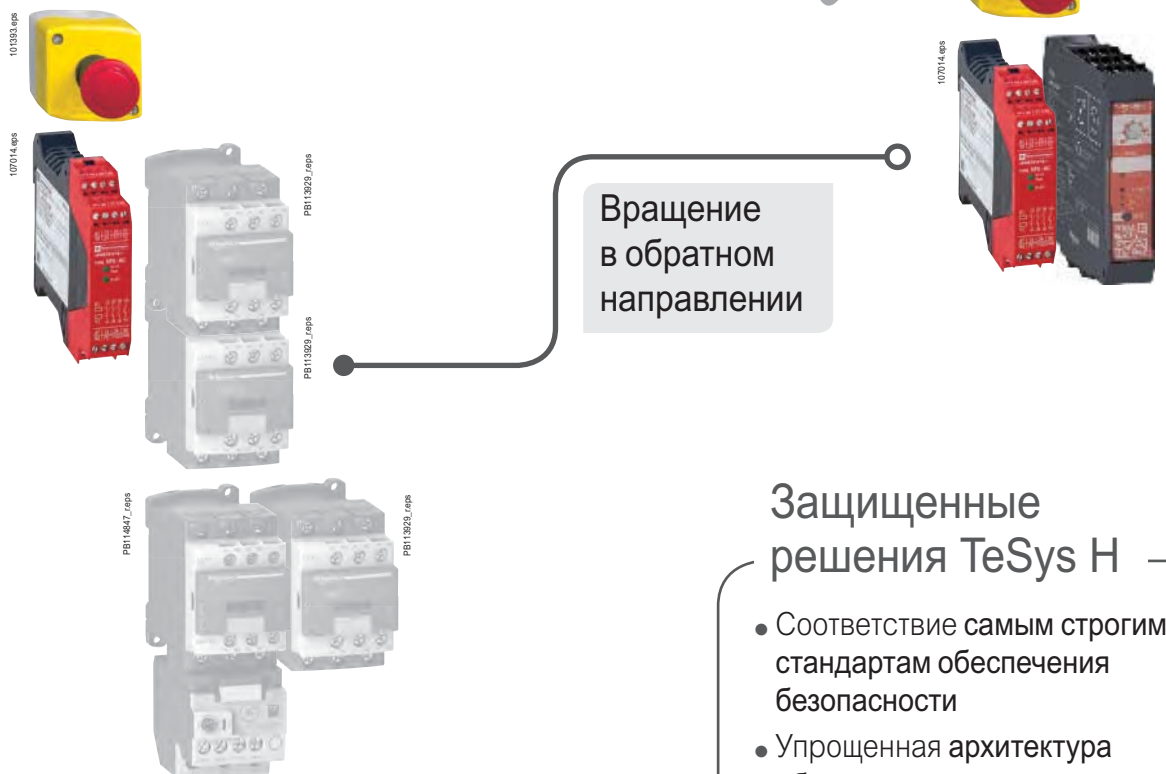 101393.eps
107014.eps
107014.eps
PB113929_r.eps
Вращение
в обратном
направлении
PB113929_r.eps
PB114847_r.eps
PB113929_r.eps
Защищенные
решения TeSys H
• Соответствие самым строгим
стандартам обеспечения
безопасности
• Упрощенная архитектура